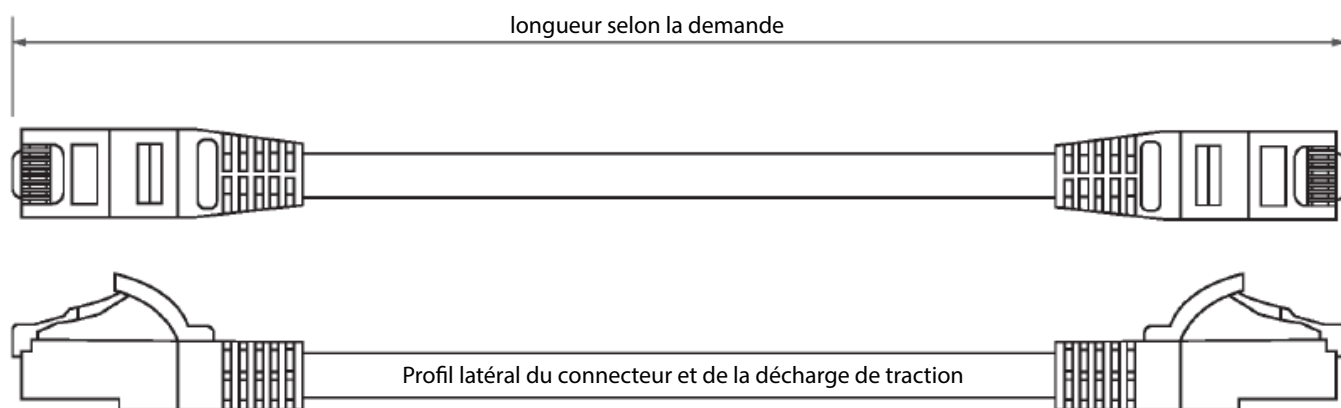 longueur selon la demande
Profil latéral du connecteur et de la décharge de traction